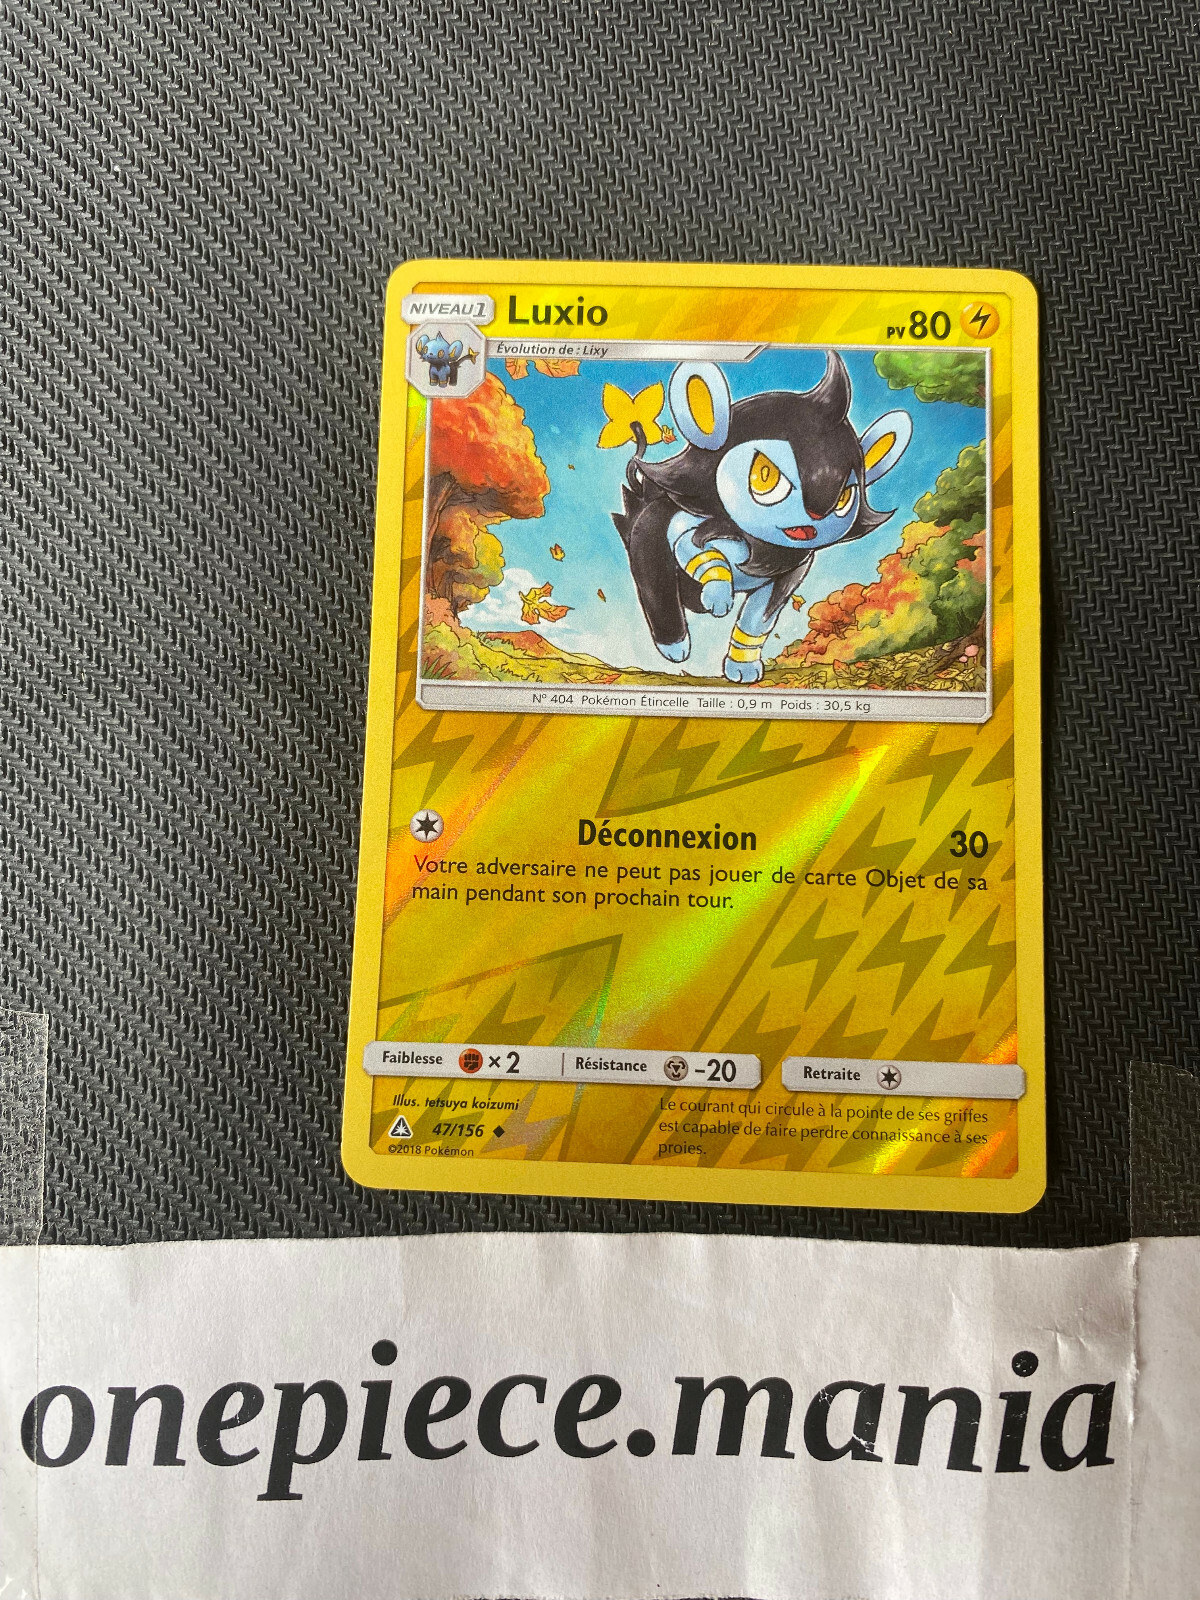 NIVEAU 1
Luxio
PV 80
Évolution de : Lixy
Nº 404 Pokémon Étincelle Taille : 0,9 m Poids : 30,5 kg
Déconnexion 30
Votre adversaire ne peut pas jouer de carte Objet de sa
main pendant son prochain tour.
Faiblesse ×2 Résistance -20 Retraite
Illus. tetsuya koizumi
47/156
©2018 Pokémon
Le courant qui circule à la pointe de ses griffes
est capable de faire perdre connaissance à ses
proies.
onepiece.mania